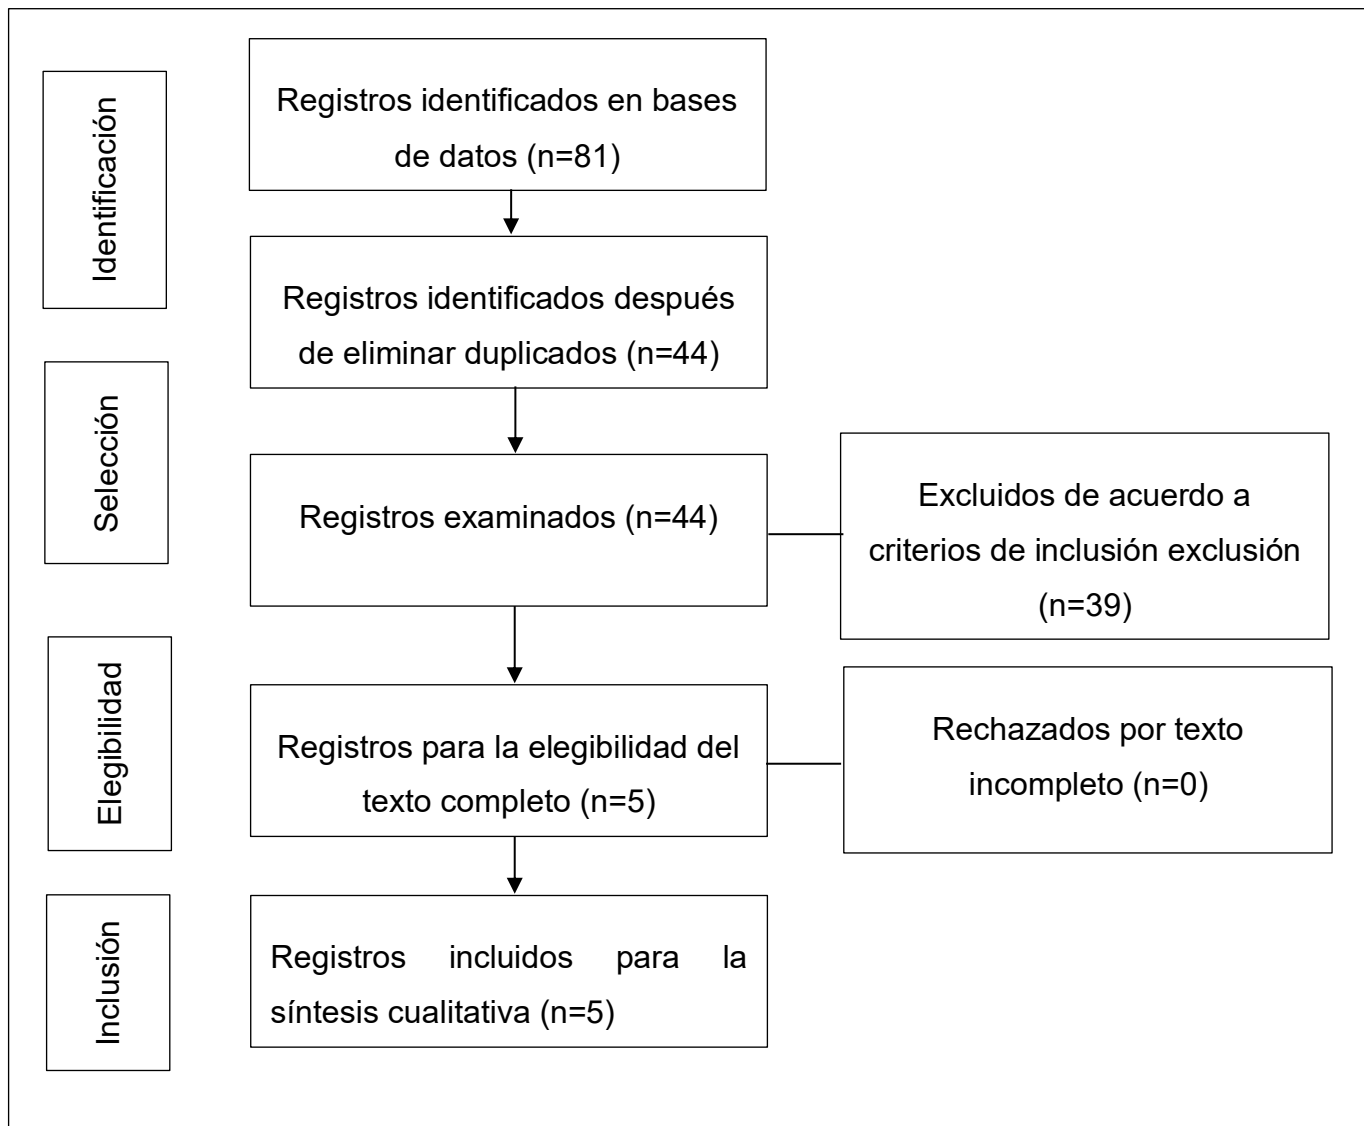 Identificación
Registros identificados en bases
de datos (n=81)
Registros identificados después
de eliminar duplicados (n=44)
Selección
Registros examinados (n=44)
Excluidos de acuerdo a
criterios de inclusión exclusión
(n=39)
Elegibilidad
Registros para la elegibilidad del
texto completo (n=5)
Rechazados por texto
incompleto (n=0)
Inclusión
Registros incluidos para la
síntesis cualitativa (n=5)